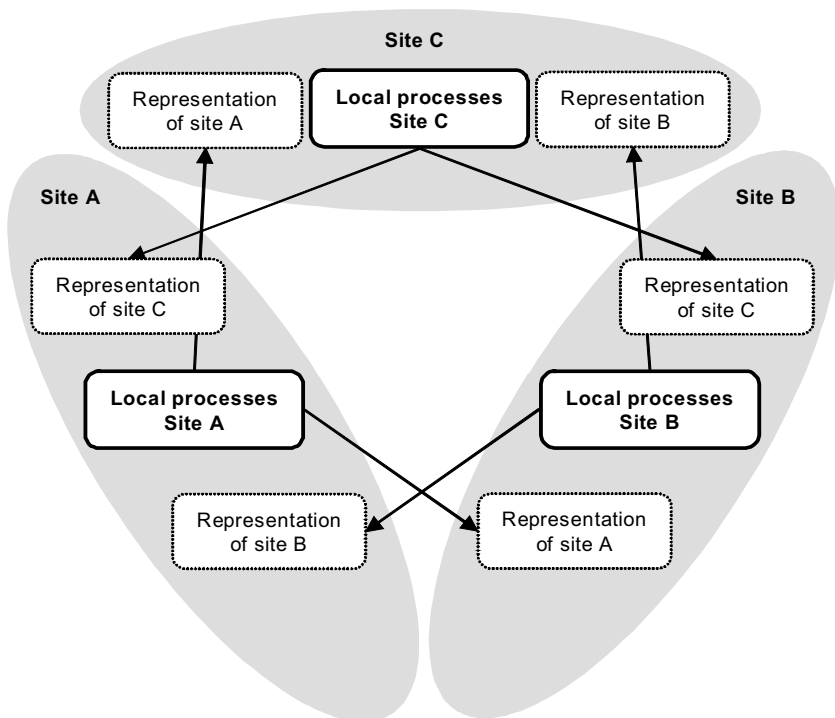 Site C
Representation
of site A
Local processes
Site C
Representation
of site B
Site A
Site B
Representation
of site C
Representation
of site C
Local processes
Site A
Local processes
Site B
Representation
of site B
Representation
of site A